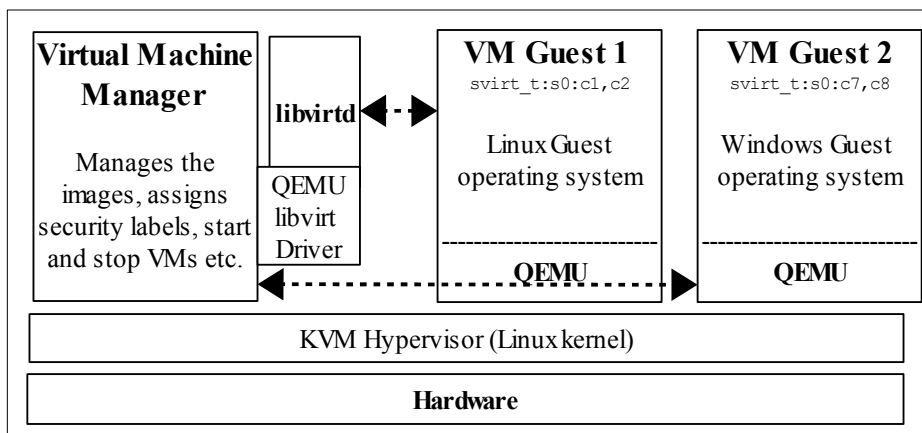 Virtual Machine
Manager
Manages the
images, assigns
security labels, start
and stop VMs etc.
libvirtd
QEMU
libvirt
Driver
VM Guest 1
svirt_t:s0:c1,c2
Linux Guest
operating system
QEMU
VM Guest 2
svirt_t:s0:c7,c8
Windows Guest
operating system
QEMU
KVM Hypervisor (Linux kernel)
Hardware